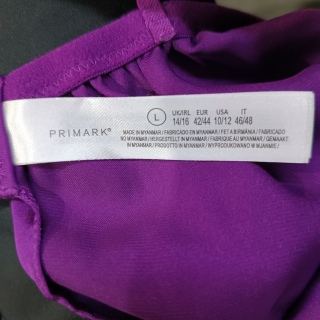 PRIMARK®
L
UK/IRL EUR USA IT
14/16 42/44 10/12 46/48
MADE IN MYANMAR / FABRICADO EN MYANMAR / FET A BIRMÀNIA / FABRICADO
NO MYANMAR / HERGESTELLT IN MYANMAR / FABRIQUÉ AU MYANMAR / GEMAAKT
IN MYANMAR / PRODOTTO IN MYANMAR / WYPRODUKOWANO W MJANMIE /